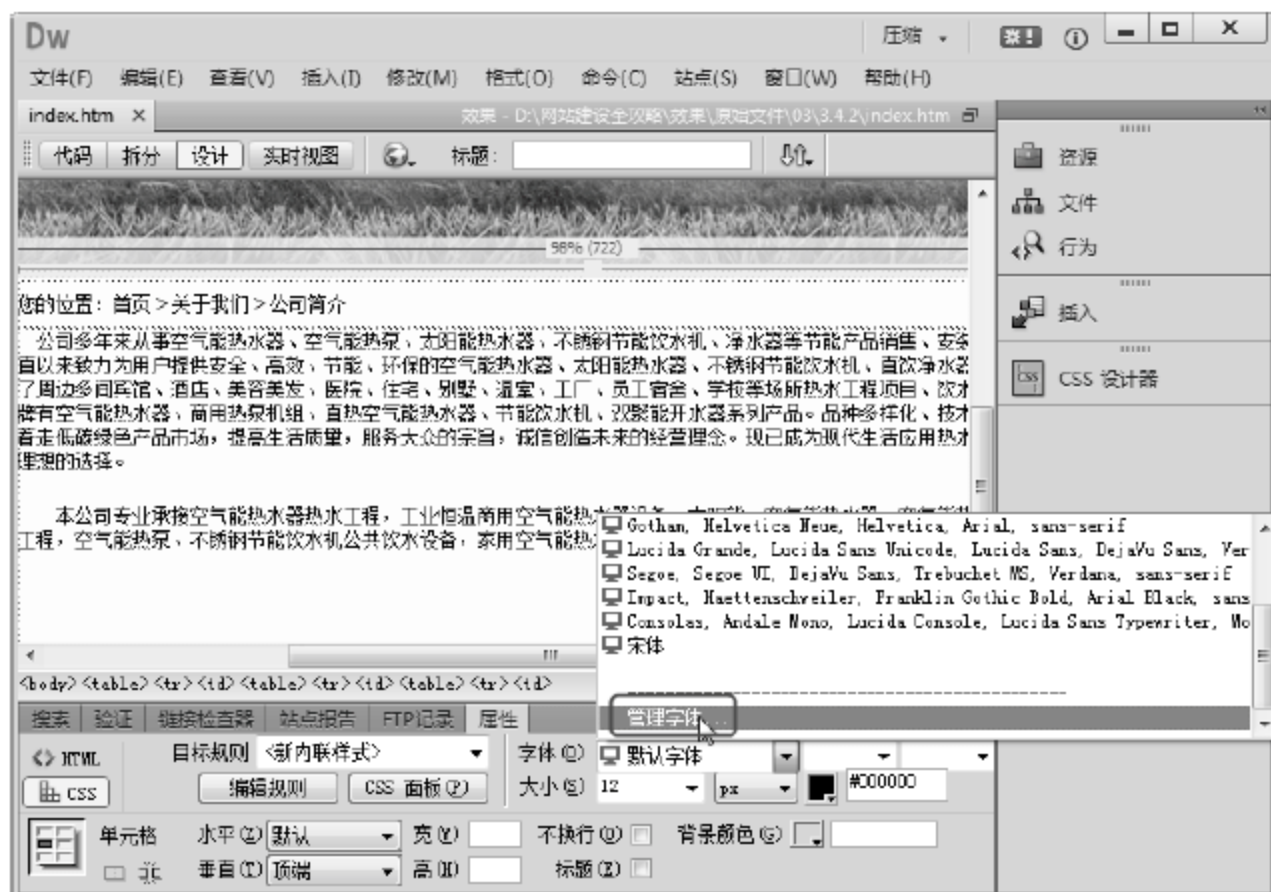 Dw
压缩
文件(F) 编辑(E) 查看(V) 插入(I) 修改(M) 格式(O) 命令(C) 站点(S) 窗口(W) 帮助(H)
index.htm × 效果 - D:\网站建设全攻略\效果\原始文件\03\3.4.2\index.htm
代码 拆分 设计 实时视图 标题:
资源
文件
行为
插入
CSS 设计器
98% (722)
您的位置:首页>关于我们>公司简介
公司多年来从事空气能热水器、空气能热泵、太阳能热水器、不锈钢节能饮水机、净水器等节能产品销售、安装
直以来致力为用户提供安全、高效、节能、环保的空气能热水器、太阳能热水器、不锈钢节能饮水机、直饮净水器
了周边多间宾馆、酒店、美容美发、医院、住宅、别墅、温室、工厂、员工宿舍、学校等场所热水工程项目、饮水
牌有空气能热水器、商用热泵机组、直热空气能热水器、节能饮水机、双聚能开水器系列产品。品种多样化、技术
着走低碳绿色产品市场,提高生活质量,服务大众的宗旨,诚信创造未来的经营理念。现已成为现代生活应用热水
理想的选择。
本公司专业承接空气能热水器热水工程,工业恒温商用空气能热
工程,空气能热泵、不锈钢节能饮水机公共饮水设备,家用空气能热
Gotham, Helvetica Neue, Helvetica, Arial, sans-serif
Lucida Grande, Lucida Sans Unicode, Lucida Sans, DejaVu Sans, Ver
Segoe, Segoe UI, DejaVu Sans, Trebuchet MS, Verdana, sans-serif
Impact, Haettenschweiler, Franklin Gothic Bold, Arial Black, sans
Consolas, Andale Mono, Lucida Console, Lucida Sans Typewriter, Mo
宋体
管理字体...
<body><table><tr><td><table><tr><td><table><tr><td>
搜索 验证 链接检查器 站点报告 FTP记录 属性
<> HTML 目标规则 <新内联样式> 字体(O) 默认字体
CSS 编辑规则 CSS 面板(P) 大小(S) 12 px #000000
单元格 水平(Z) 默认 宽(W) 不换行(O) 背景颜色(G)
垂直(T) 顶端 高(H) 标题(E)